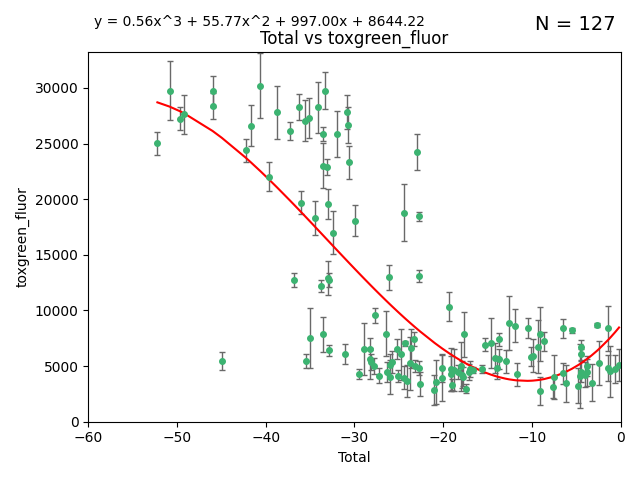 y = 0.56x^3 + 55.77x^2 + 997.00x + 8644.22
N = 127
Total vs toxgreen_fluor
30000
25000
20000
15000
10000
5000
0
toxgreen_fluor
−60 −50 −40 −30 −20 −10 0
Total